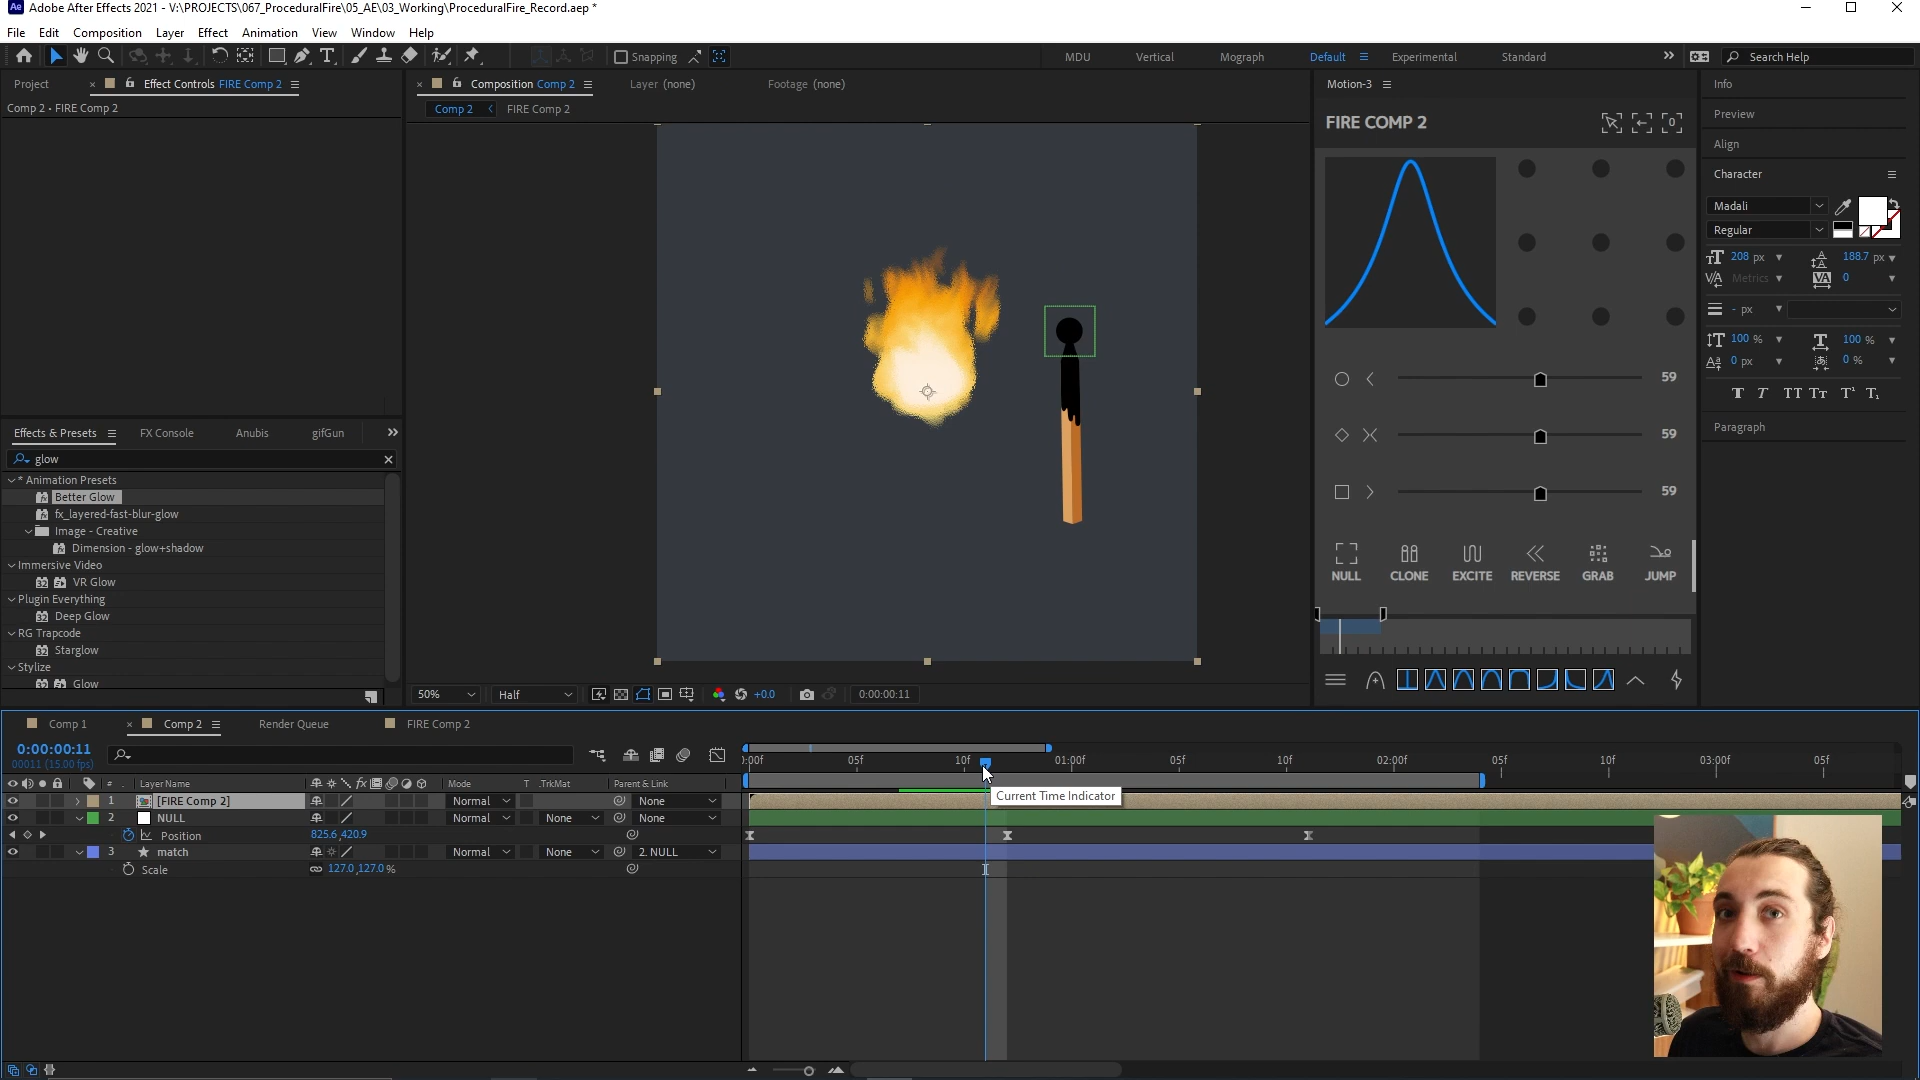 Ae Adobe After Effects 2021 - V:\PROJECTS\067_ProceduralFire\05_AE\03_Working\ProceduralFire_Record.aep *
File Edit Composition Layer Effect Animation View Window Help
Snapping MDU Vertical Mograph Default Experimental Standard Search Help
Project Effect Controls FIRE Comp 2
Comp 2 • FIRE Comp 2
Composition Comp 2 Layer (none) Footage (none)
Comp 2 FIRE Comp 2
Motion-3
FIRE COMP 2
59
59
59
NULL CLONE EXCITE REVERSE GRAB JUMP
Info
Preview
Align
Character
Madali
Regular
208 px 188.7 px
Metrics 0
- px
100 % 100 %
0 px 0 %
T T TT Tт T¹ T₁
Paragraph
Effects & Presets FX Console Anubis gifGun
glow
* Animation Presets
Better Glow
fx_layered-fast-blur-glow
Image - Creative
Dimension - glow+shadow
Immersive Video
32 VR Glow
Plugin Everything
32 Deep Glow
RG Trapcode
32 Starglow
Stylize
32 Glow
50% Half +0.0 0:00:00:11
Comp 1 Comp 2 Render Queue FIRE Comp 2
0:00:00:11
00011 (15.00 fps)
:00f 05f 10f 01:00f 05f 10f 02:00f 05f 10f 03:00f 05f
# Layer Name Mode T .TrkMat Parent & Link
1 [FIRE Comp 2] Normal None
Current Time Indicator
2 NULL Normal None None
Position 825.6,420.9
3 match Normal None 2. NULL
Scale 127.0,127.0 %